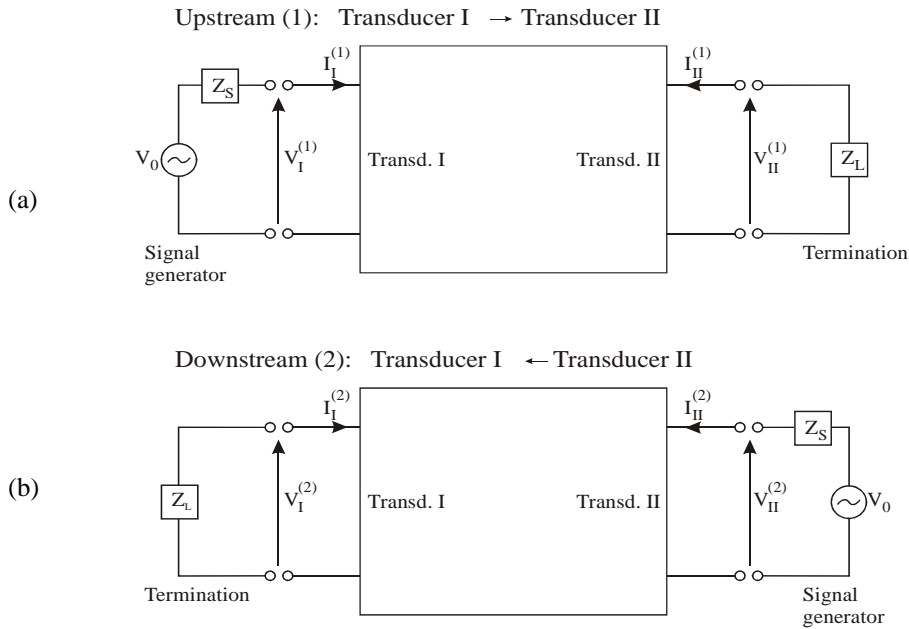 Upstream (1): Transducer I → Transducer II
I_I^(1) I_II^(1)
Z_S
V_0 V_I^(1) Transd. I Transd. II V_II^(1) Z_L
(a)
Signal
generator
Termination
Downstream (2): Transducer I ← Transducer II
I_I^(2) I_II^(2)
Z_S
(b)
Z_L V_I^(2) Transd. I Transd. II V_II^(2) V_0
Termination
Signal
generator